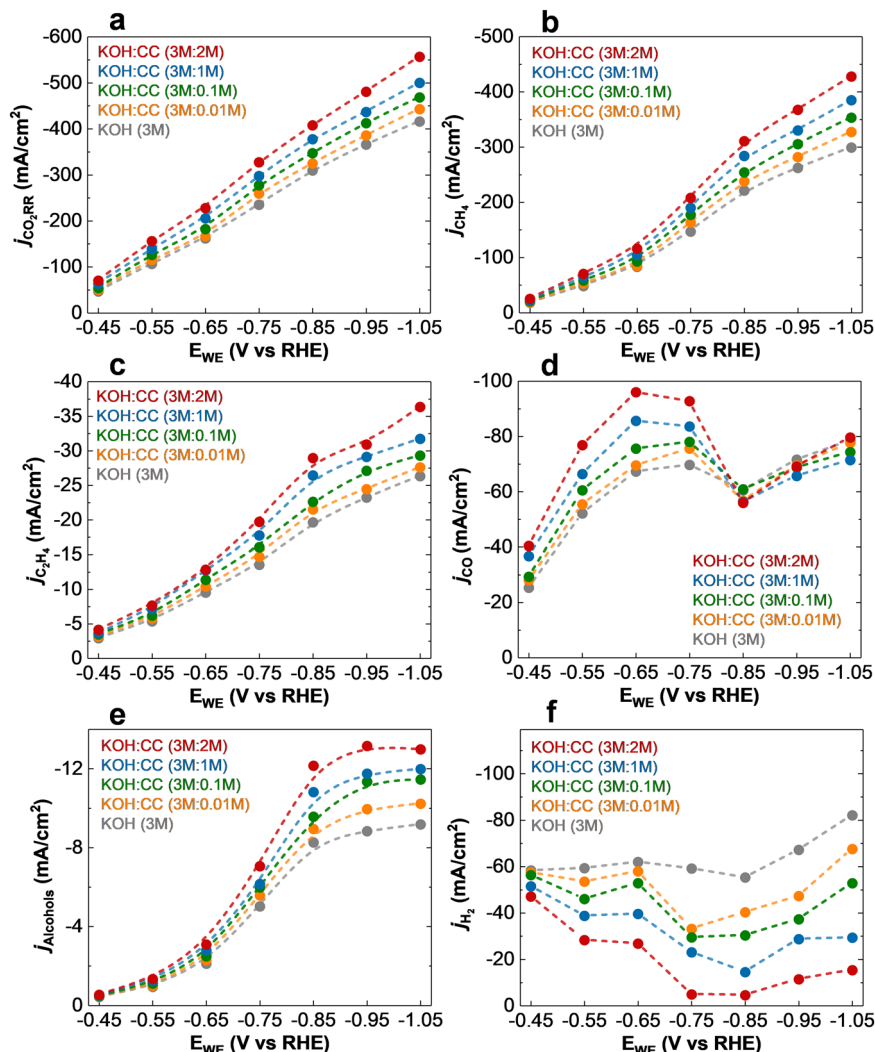 a
-600
-500
-400
-300
-200
-100
0
j CO2RR (mA/cm²)
KOH:CC (3M:2M)
KOH:CC (3M:1M)
KOH:CC (3M:0.1M)
KOH:CC (3M:0.01M)
KOH (3M)
-0.45 -0.55 -0.65 -0.75 -0.85 -0.95 -1.05
E WE (V vs RHE)
b
-500
-400
-300
-200
-100
0
j CH4 (mA/cm²)
KOH:CC (3M:2M)
KOH:CC (3M:1M)
KOH:CC (3M:0.1M)
KOH:CC (3M:0.01M)
KOH (3M)
-0.45 -0.55 -0.65 -0.75 -0.85 -0.95 -1.05
E WE (V vs RHE)
c
-40
-35
-30
-25
-20
-15
-10
-5
0
j C2H4 (mA/cm²)
KOH:CC (3M:2M)
KOH:CC (3M:1M)
KOH:CC (3M:0.1M)
KOH:CC (3M:0.01M)
KOH (3M)
-0.45 -0.55 -0.65 -0.75 -0.85 -0.95 -1.05
E WE (V vs RHE)
d
-100
-80
-60
-40
-20
0
j CO (mA/cm²)
KOH:CC (3M:2M)
KOH:CC (3M:1M)
KOH:CC (3M:0.1M)
KOH:CC (3M:0.01M)
KOH (3M)
-0.45 -0.55 -0.65 -0.75 -0.85 -0.95 -1.05
E WE (V vs RHE)
e
-12
-8
-4
0
j Alcohols (mA/cm²)
KOH:CC (3M:2M)
KOH:CC (3M:1M)
KOH:CC (3M:0.1M)
KOH:CC (3M:0.01M)
KOH (3M)
-0.45 -0.55 -0.65 -0.75 -0.85 -0.95 -1.05
E WE (V vs RHE)
f
-100
-80
-60
-40
-20
0
j H2 (mA/cm²)
KOH:CC (3M:2M)
KOH:CC (3M:1M)
KOH:CC (3M:0.1M)
KOH:CC (3M:0.01M)
KOH (3M)
-0.45 -0.55 -0.65 -0.75 -0.85 -0.95 -1.05
E WE (V vs RHE)